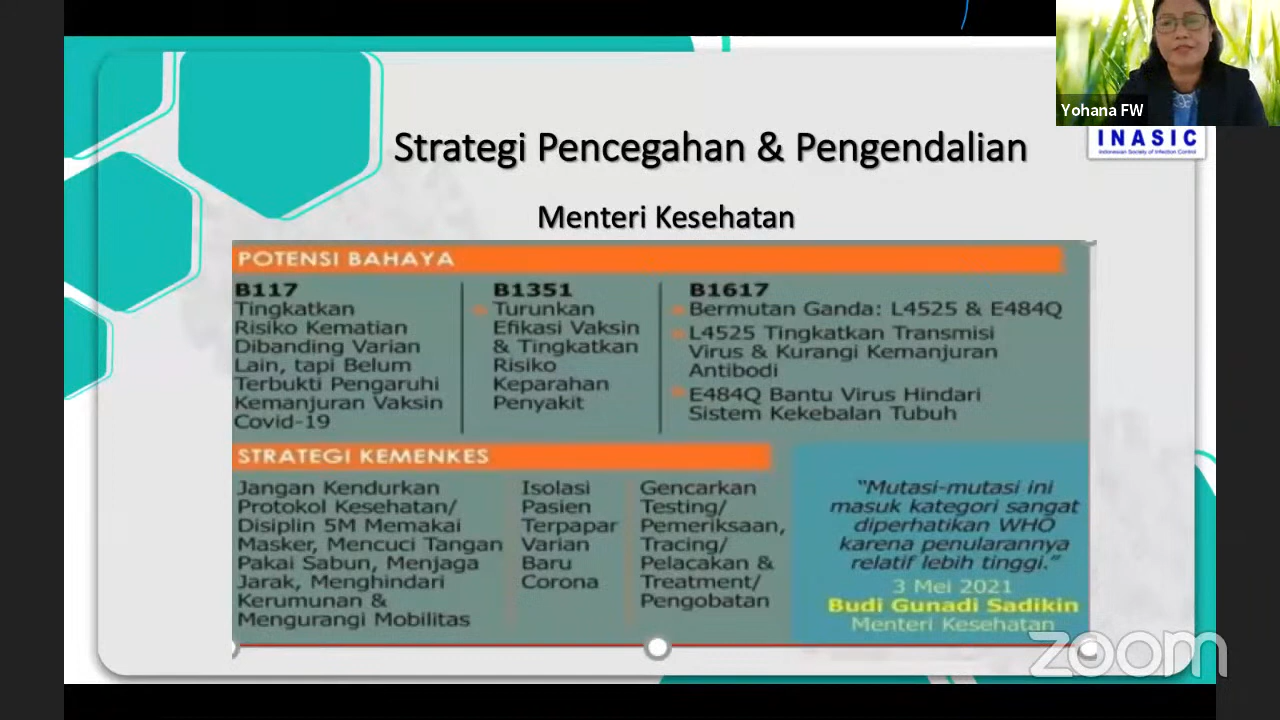 Yohana FW
INASIC
Indonesian Society of Infection Control
Strategi Pencegahan & Pengendalian
Menteri Kesehatan
POTENSI BAHAYA
B117
Tingkatkan
Risiko Kematian
Dibanding Varian
Lain, tapi Belum
Terbukti Pengaruhi
Kemanjuran Vaksin
Covid-19
B1351
Turunkan
Efikasi Vaksin
& Tingkatkan
Risiko
Keparahan
Penyakit
B1617
Bermutan Ganda: L4525 & E484Q
L4525 Tingkatkan Transmisi
Virus & Kurangi Kemanjuran
Antibodi
E484Q Bantu Virus Hindari
Sistem Kekebalan Tubuh
STRATEGI KEMENKES
Jangan Kendurkan
Protokol Kesehatan/
Disiplin 5M Memakai
Masker, Mencuci Tangan
Pakai Sabun, Menjaga
Jarak, Menghindari
Kerumunan &
Mengurangi Mobilitas
Isolasi
Pasien
Terpapar
Varian
Baru
Corona
Gencarkan
Testing/
Pemeriksaan,
Tracing/
Pelacakan &
Treatment/
Pengobatan
"Mutasi-mutasi ini
masuk kategori sangat
diperhatikan WHO
karena penularannya
relatif lebih tinggi."
3 Mei 2021
Budi Gunadi Sadikin
Menteri Kesehatan
zoom